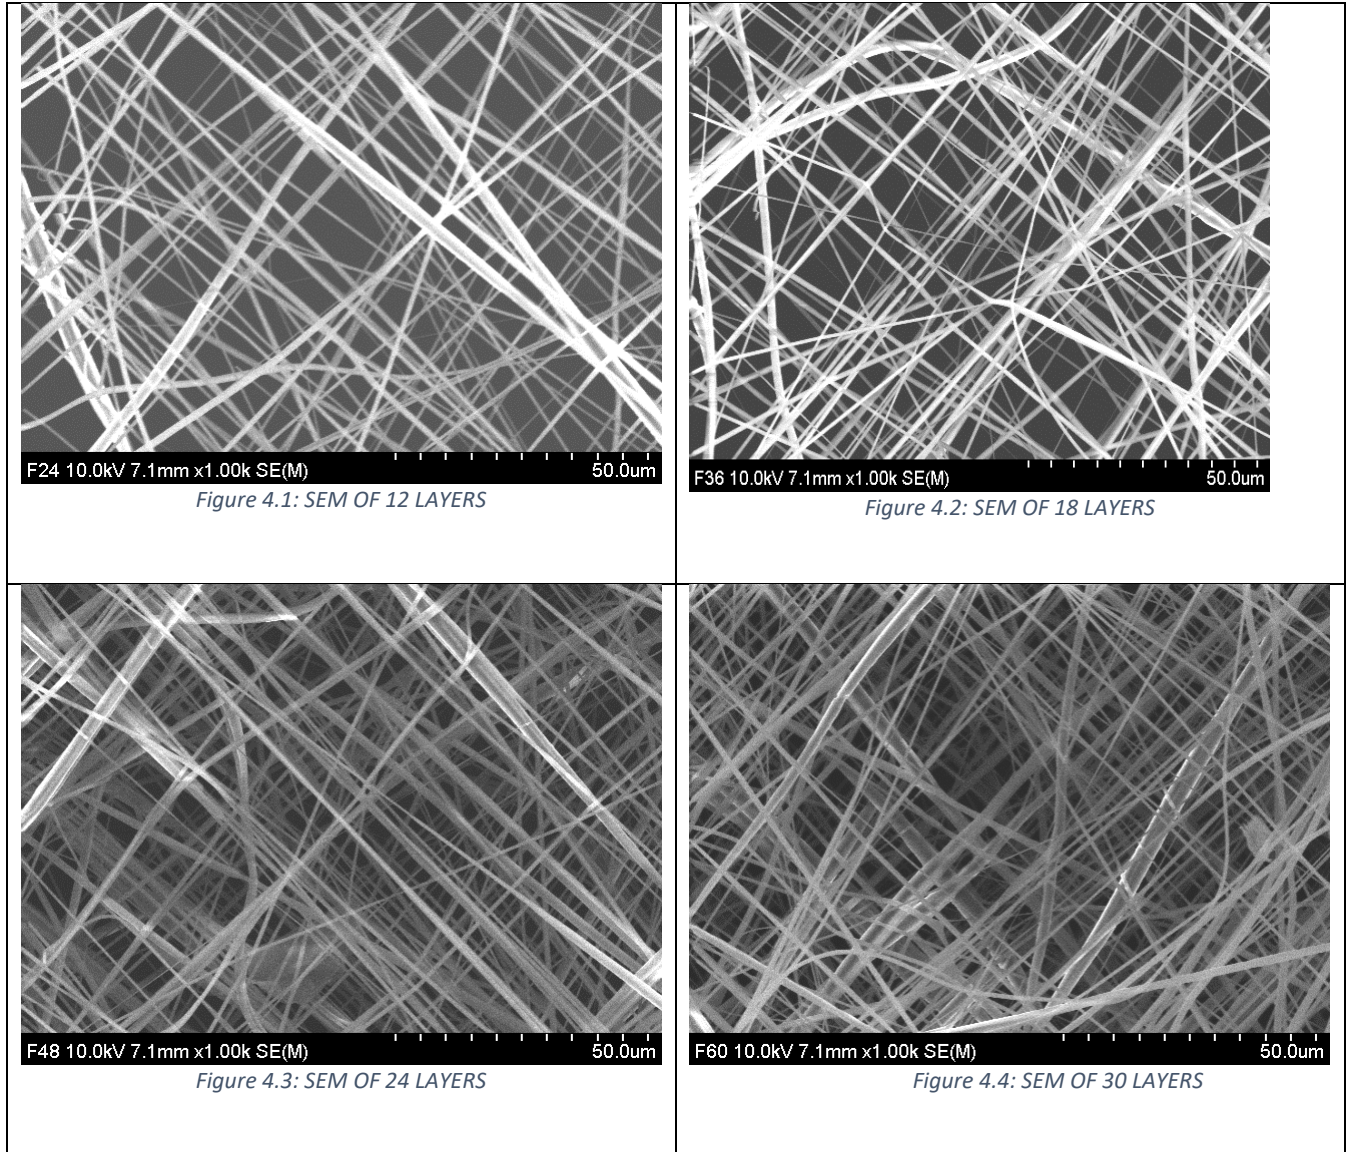 F24 10.0kV 7.1mm x1.00k SE(M) 50.0um
Figure 4.1: SEM OF 12 LAYERS
F36 10.0kV 7.1mm x1.00k SE(M) 50.0um
Figure 4.2: SEM OF 18 LAYERS
F48 10.0kV 7.1mm x1.00k SE(M) 50.0um
Figure 4.3: SEM OF 24 LAYERS
F60 10.0kV 7.1mm x1.00k SE(M) 50.0um
Figure 4.4: SEM OF 30 LAYERS